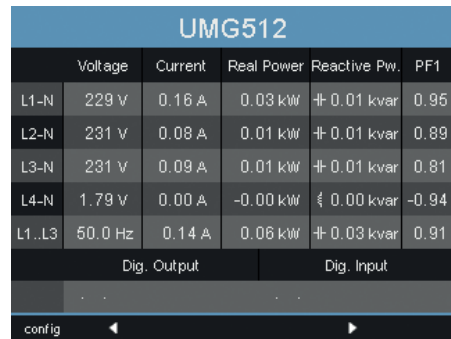 UMG512
Voltage Current Real Power Reactive Pw. PF1
L1-N 229 V 0.16 A 0.03 kW 0.01 kvar 0.95
L2-N 231 V 0.08 A 0.01 kW 0.01 kvar 0.89
L3-N 231 V 0.09 A 0.01 kW 0.01 kvar 0.81
L4-N 1.79 V 0.00 A -0.00 kW 0.00 kvar -0.94
L1..L3 50.0 Hz 0.14 A 0.06 kW 0.03 kvar 0.91
Dig. Output Dig. Input
config